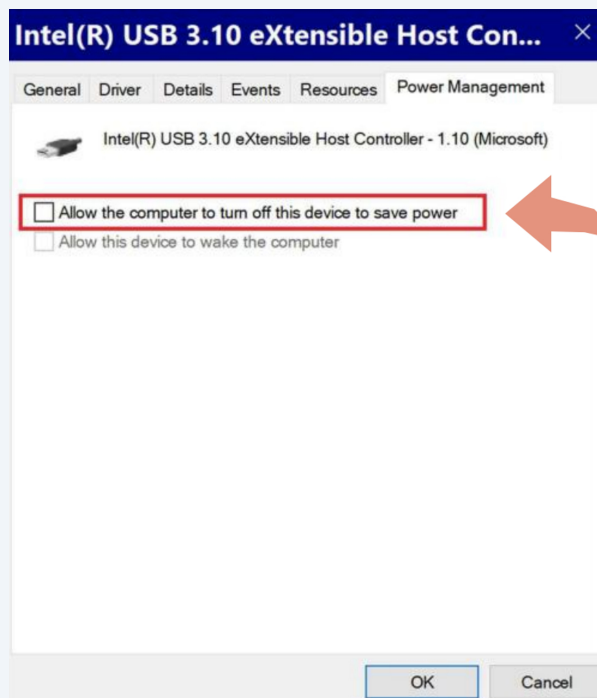 Intel(R) USB 3.10 eXtensible Host Con...
General Driver Details Events Resources Power Management
Intel(R) USB 3.10 eXtensible Host Controller - 1.10 (Microsoft)
Allow the computer to turn off this device to save power
Allow this device to wake the computer
OK Cancel